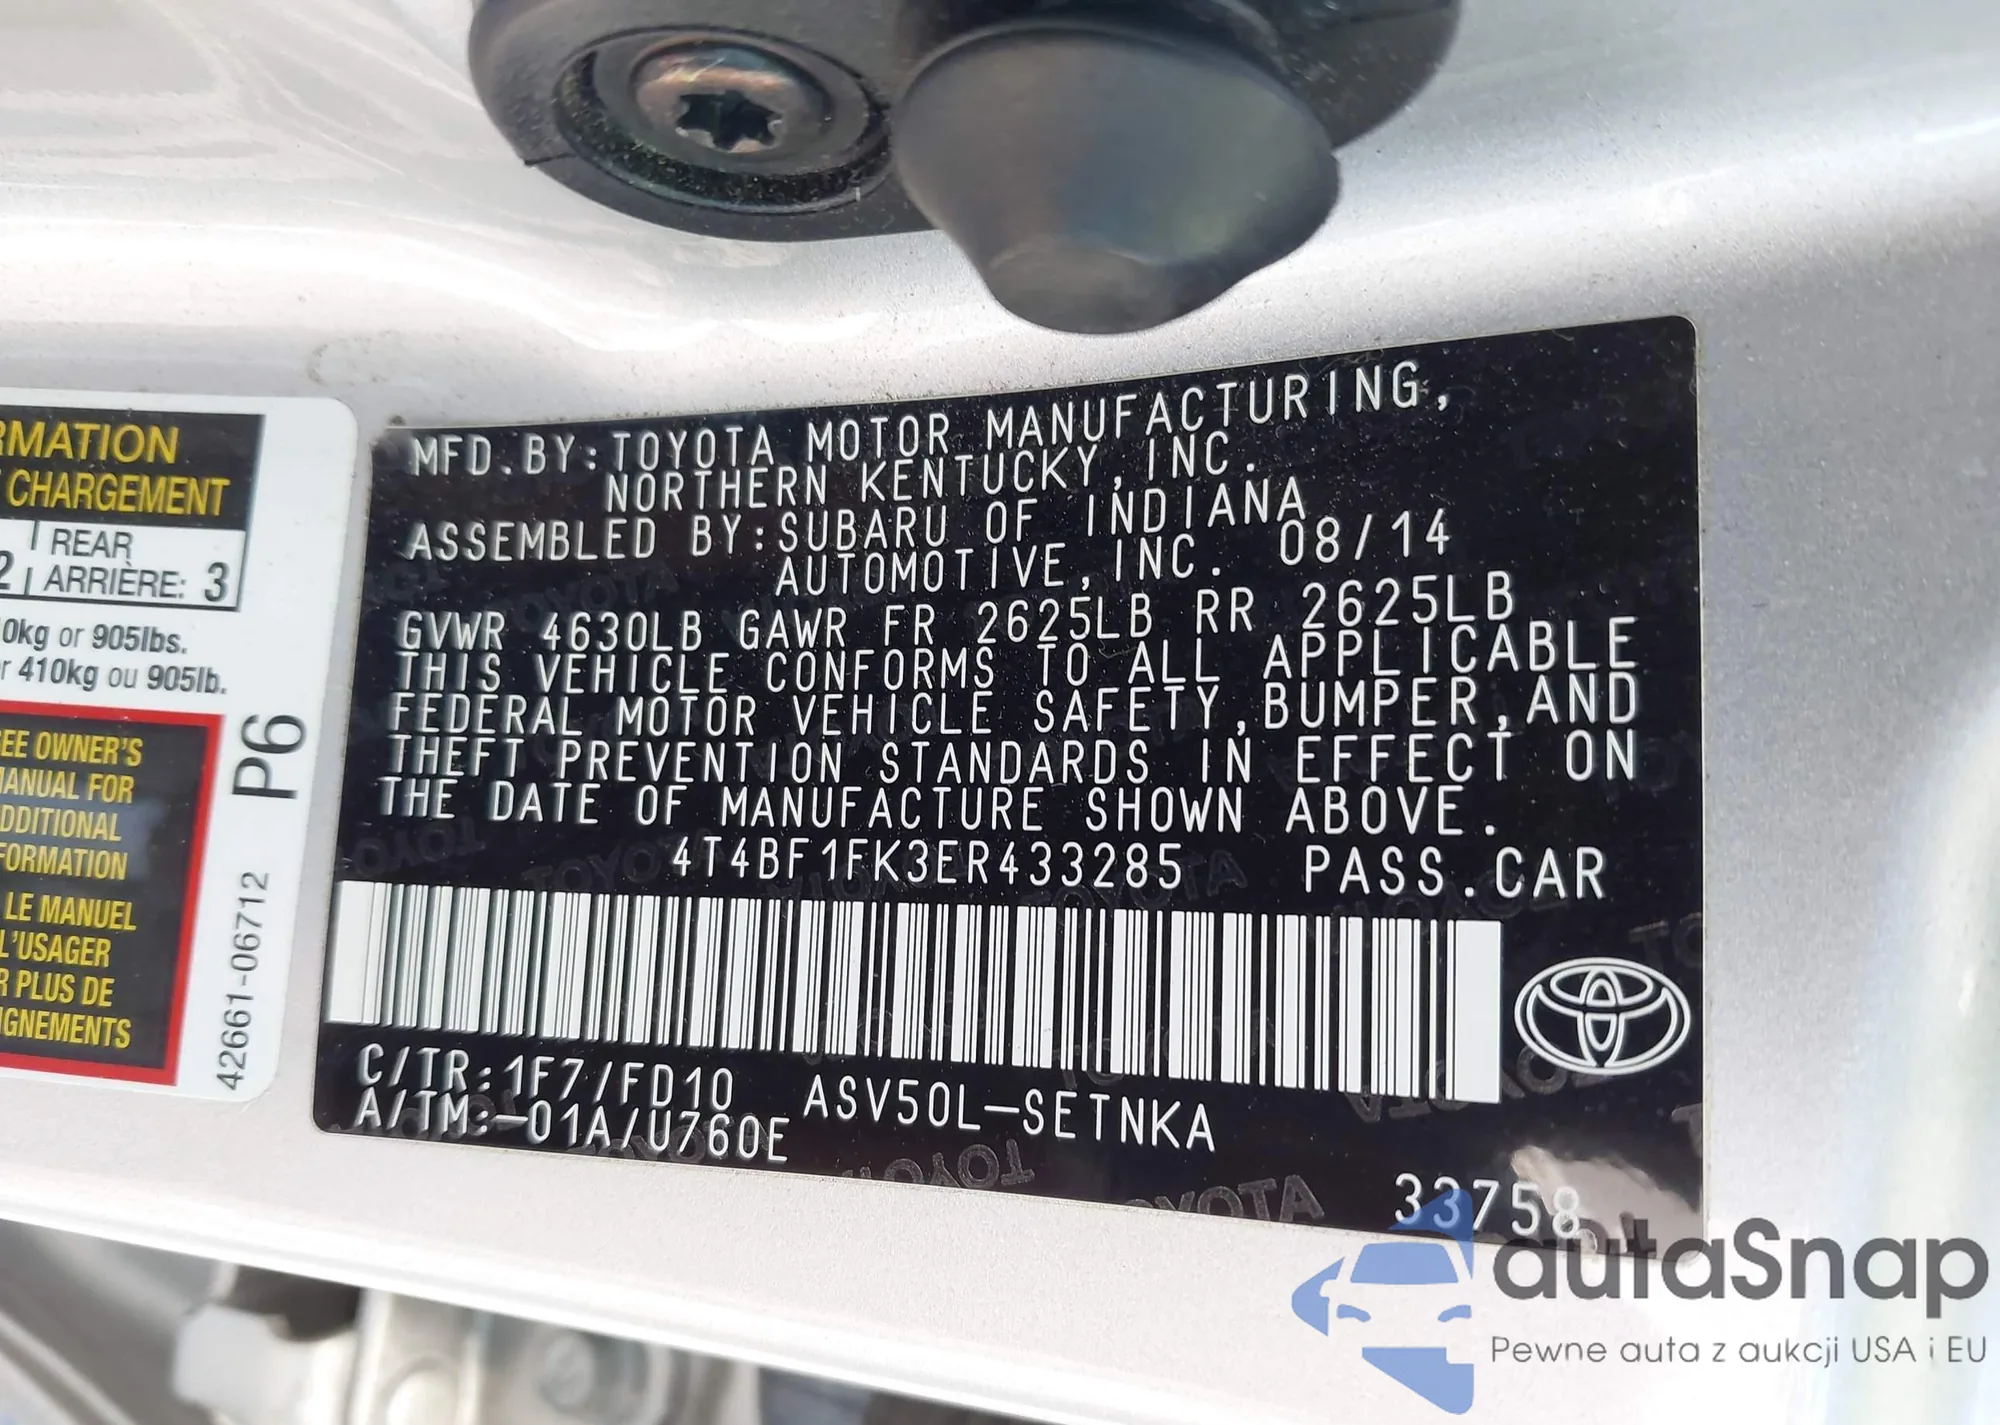 MFD.BY:TOYOTA MOTOR MANUFACTURING,
NORTHERN KENTUCKY, INC.
ASSEMBLED BY:SUBARU OF INDIANA
AUTOMOTIVE, INC. 08/14
GVWR 4630LB GAWR FR 2625LB RR 2625LB
THIS VEHICLE CONFORMS TO ALL APPLICABLE
FEDERAL MOTOR VEHICLE SAFETY,BUMPER,AND
THEFT PREVENTION STANDARDS IN EFFECT ON
THE DATE OF MANUFACTURE SHOWN ABOVE.
4T4BF1FK3ER433285 PASS.CAR
C/TR:1F7/FD10 ASV50L-SETNKA
A/TM:-01A/U760E
33758
RMATION
CHARGEMENT
2 REAR
ARRIÈRE: 3
0kg or 905lbs.
r 410kg ou 905lb.
EE OWNER'S
MANUAL FOR
DDITIONAL
FORMATION
LE MANUEL
L'USAGER
R PLUS DE
IGNEMENTS
P6
42661-06712
autaSnap
Pewne auta z aukcji USA i EU